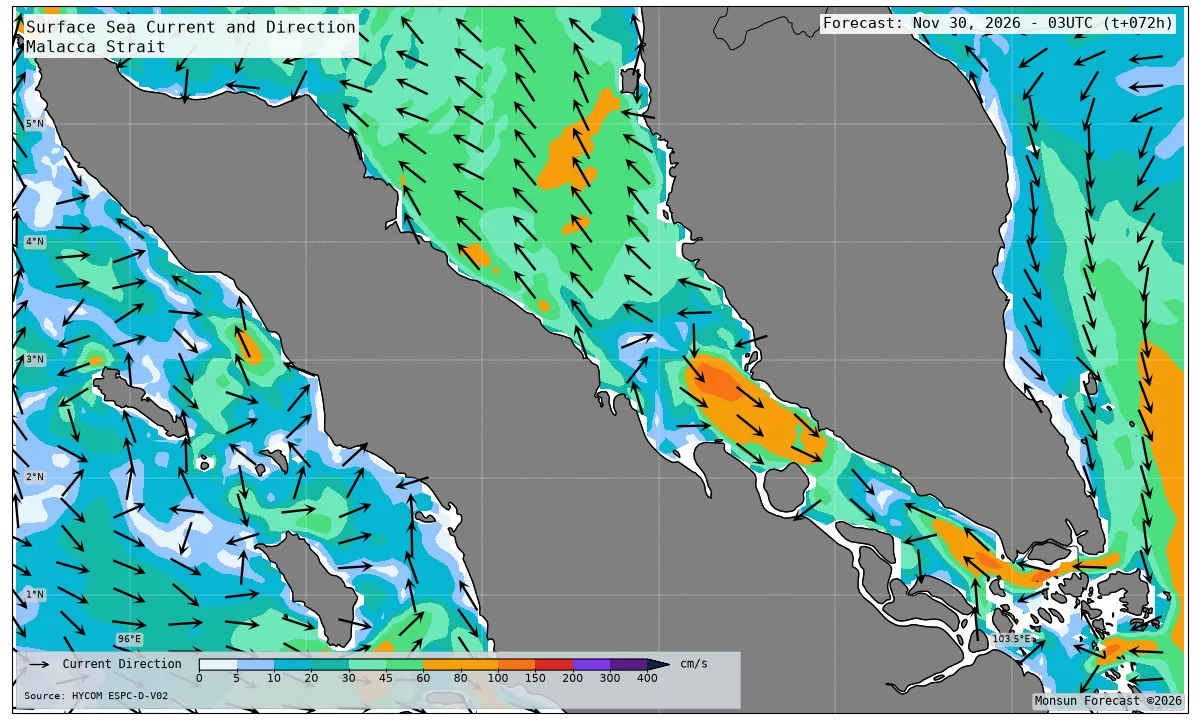 Surface Sea Current and Direction
Malacca Strait
Forecast: Nov 30, 2026 - 03UTC (t+072h)
5°N
4°N
3°N
2°N
1°N
96°E
103.5°E
Current Direction
0 5 10 20 30 45 60 80 100 150 200 300 400
cm/s
Source: HYCOM ESPC-D-V02
Monsun Forecast ©2026